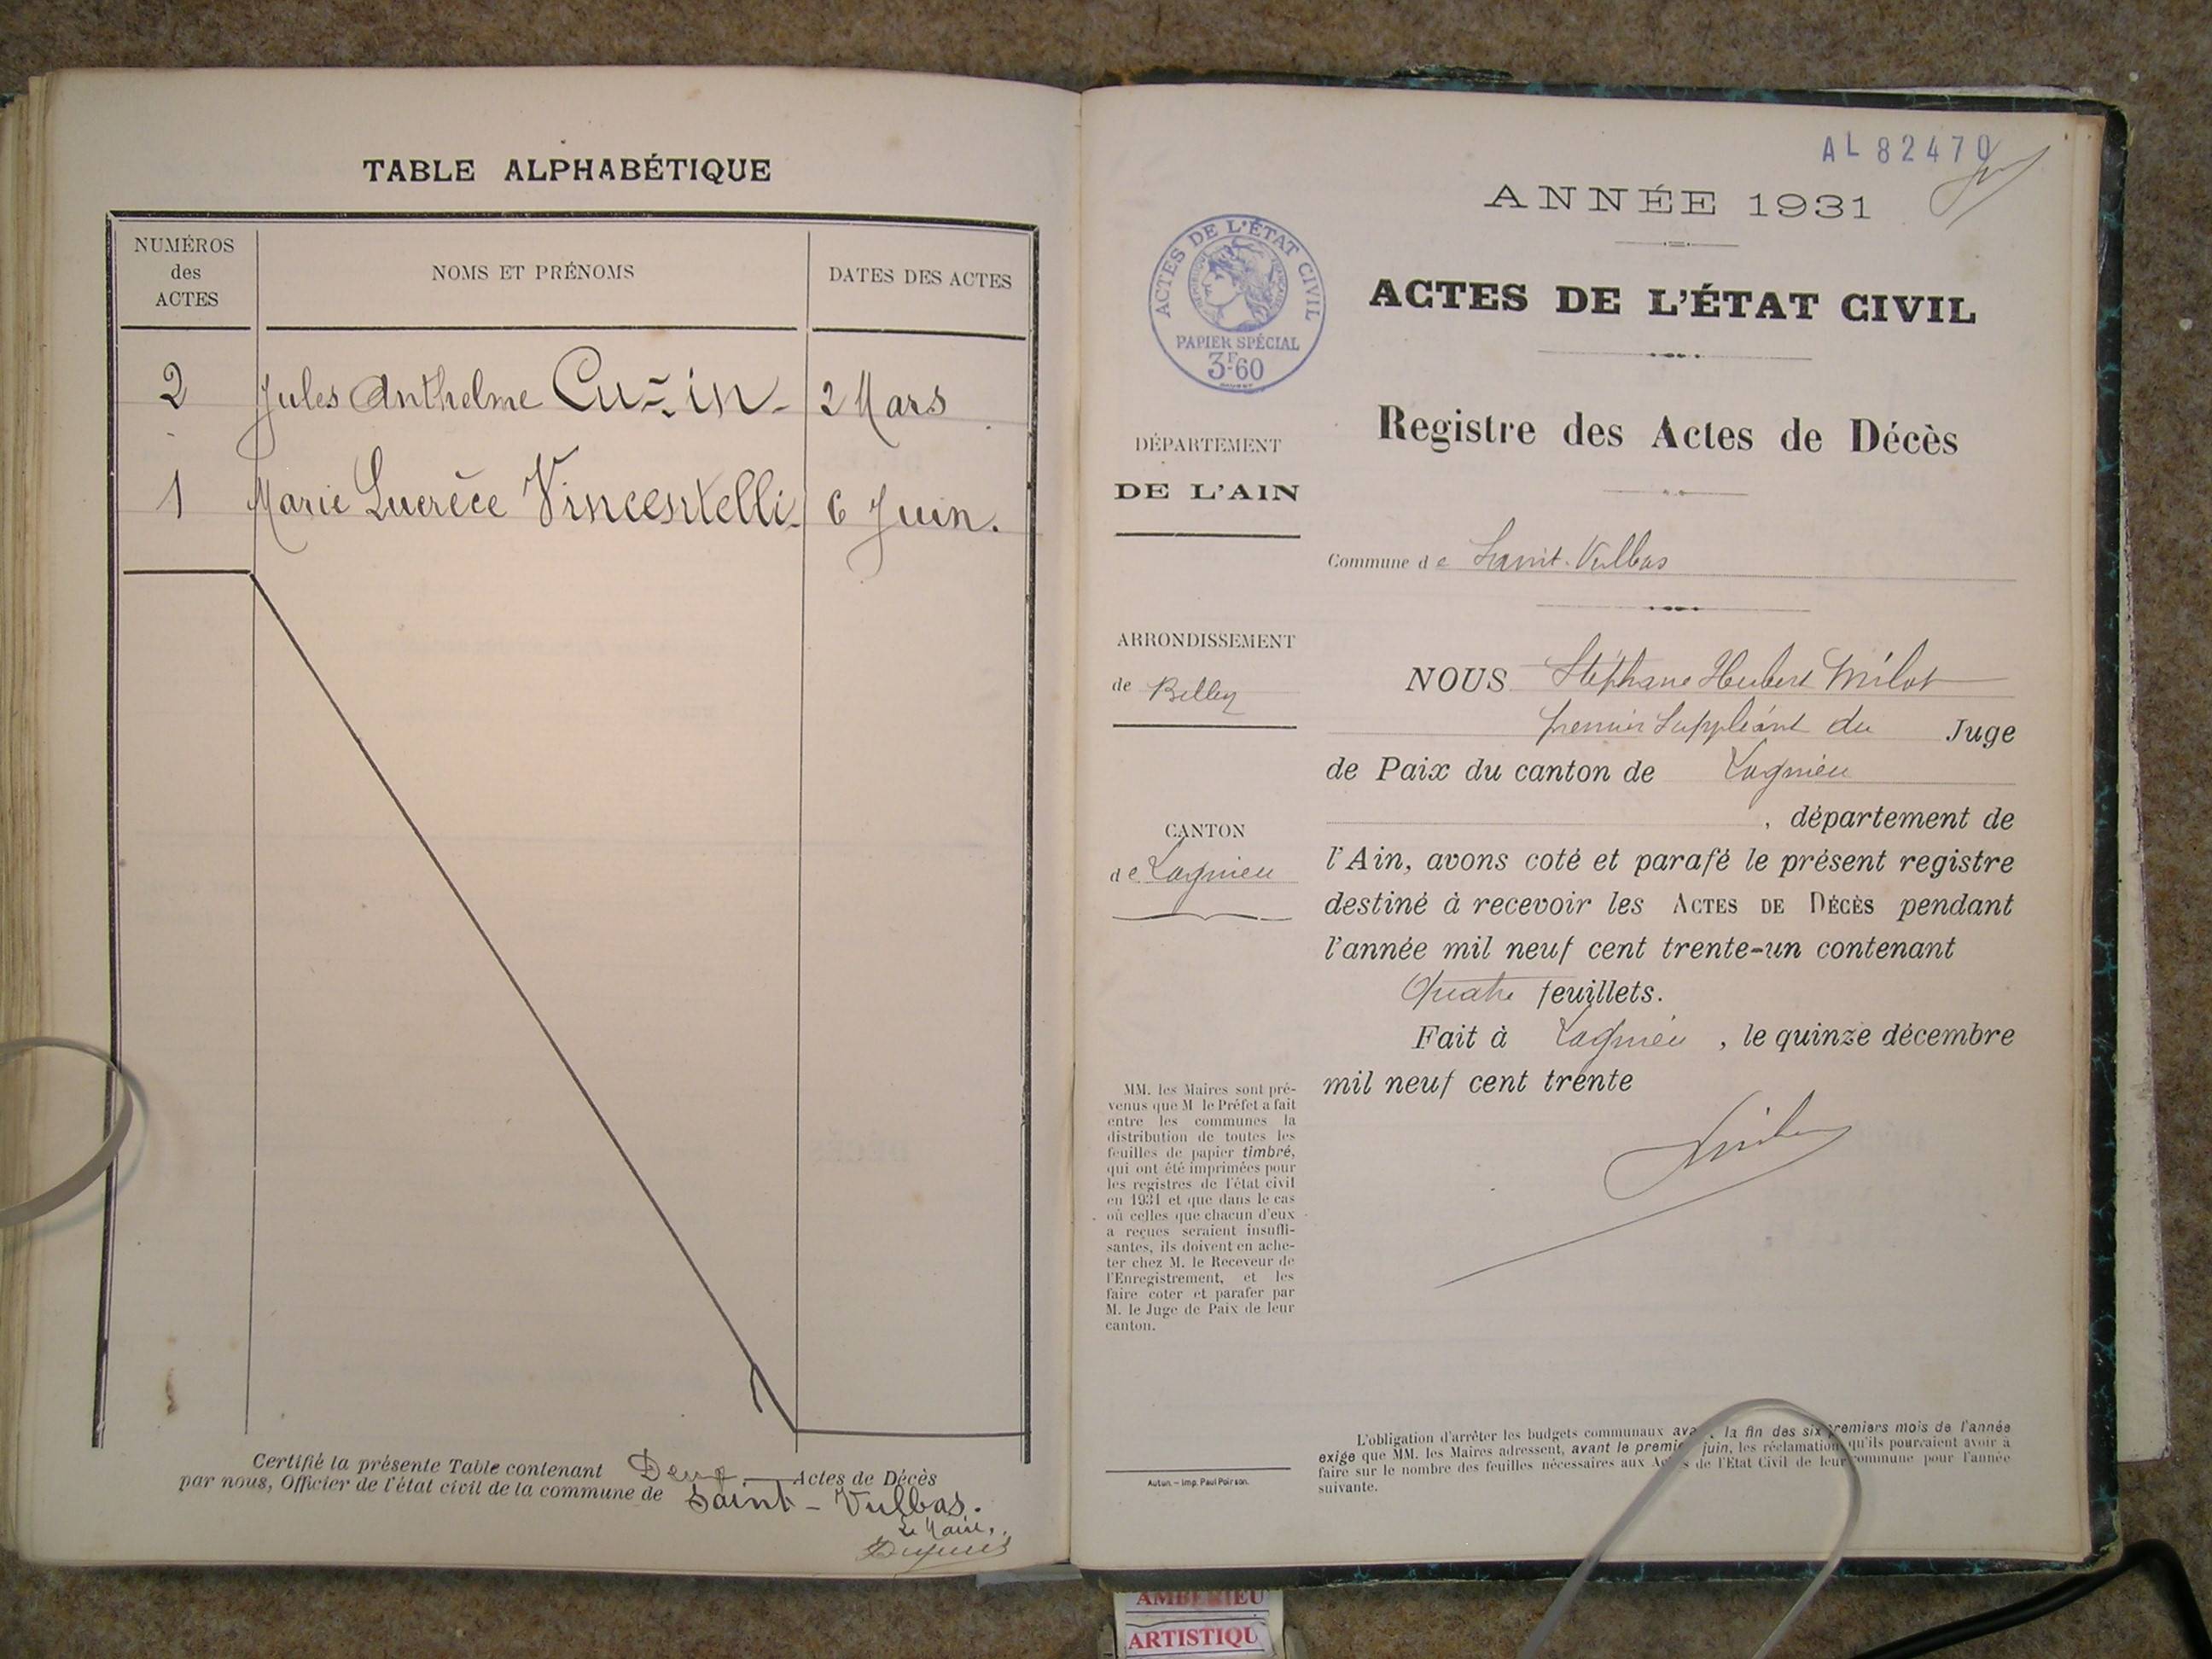 TABLE ALPHABÉTIQUE
NUMÉROS
des
ACTES
NOMS ET PRÉNOMS
DATES DES ACTES
2 Jules Anthelme Cuzin - 2 Mars
1 Marie Lucrèce Vincentelli 6 Juin.
Certifié la présente Table contenant Deux Actes de Décès
par nous, Officier de l'état civil de la commune de Saint-Vulbas.
Le Maire,
AL 82470
ANNÉE 1931
ACTES DE L'ÉTAT CIVIL
RÉPUBLIQUE FRANÇAISE
PAPIER SPÉCIAL
3F60
ACTES DE L'ÉTAT CIVIL
Registre des Actes de Décès
DÉPARTEMENT
DE L'AIN
Commune de Saint-Vulbas
ARRONDISSEMENT
de Belley
CANTON
de Lagnieu
NOUS Stéphane Hubert Milot
premier Suppléant du Juge
de Paix du canton de Lagnieu
, département de
l'Ain, avons coté et parafé le présent registre
destiné à recevoir les ACTES DE DÉCÈS pendant
l'année mil neuf cent trente-un contenant
Quatre feuillets.
Fait à Lagnieu, le quinze décembre
mil neuf cent trente
MM. les Maires sont pré-
venus que M le Préfet a fait
entre les communes la
distribution de toutes les
feuilles de papier timbré,
qui ont été imprimées pour
les registres de l'état civil
en 1931 et que dans le cas
où celles que chacun d'eux
a reçues seraient insuffi-
santes, ils doivent en ache-
ter chez M. le Receveur de
l'Enregistrement, et les
faire coter et parafer par
M. le Juge de Paix de leur
canton.
Autun. — Imp. Paul Poirson.
L'obligation d'arrêter les budgets communaux la fin des six premiers mois de l'année
exige que MM. les Maires adressent, avant le premier juin, les réclamations qu'ils pourraient avoir à
faire sur le nombre des feuilles nécessaires aux Actes de l'État Civil de leur commune pour l'année
suivante.
AMBERIEU
ARTISTIQU